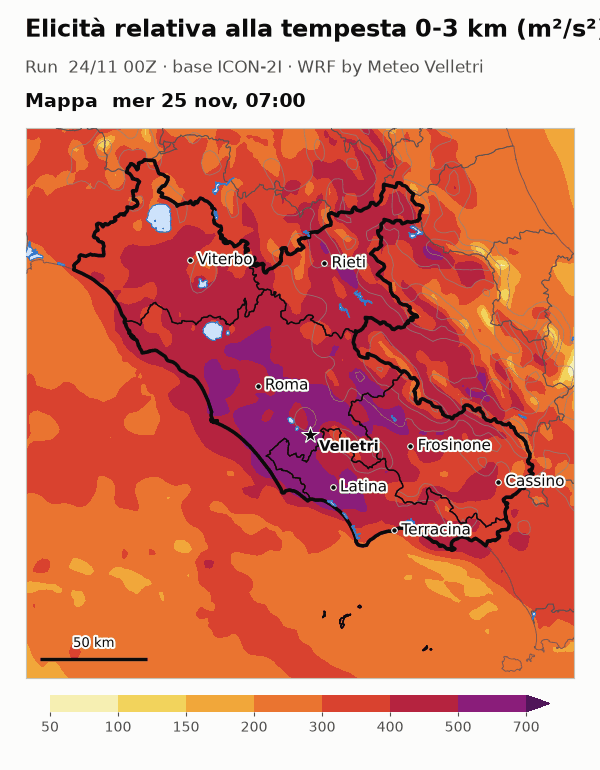 Elicità relativa alla tempesta 0-3 km (m²/s²)
Run 24/11 00Z · base ICON-2I · WRF by Meteo Velletri
Mappa mer 25 nov, 07:00
Viterbo
Rieti
Roma
Velletri
Frosinone
Latina
Cassino
Terracina
50 km
50 100 150 200 300 400 500 700